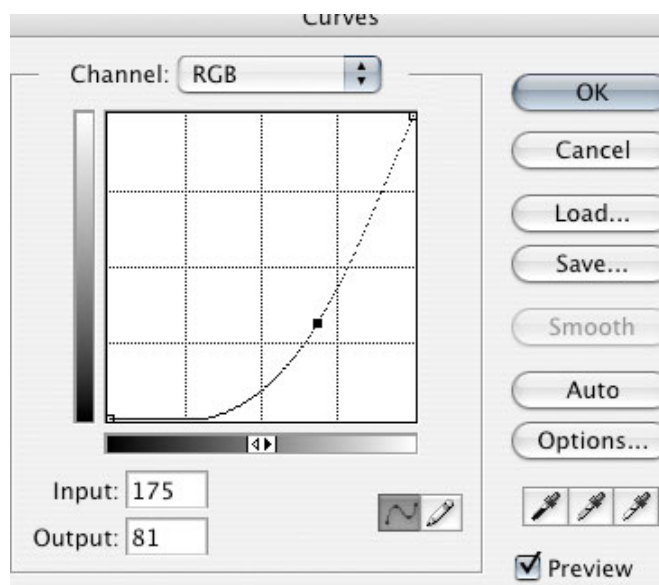 Curves
Channel: RGB
OK
Cancel
Load...
Save...
Smooth
Auto
Options...
Input: 175
Output: 81
Preview